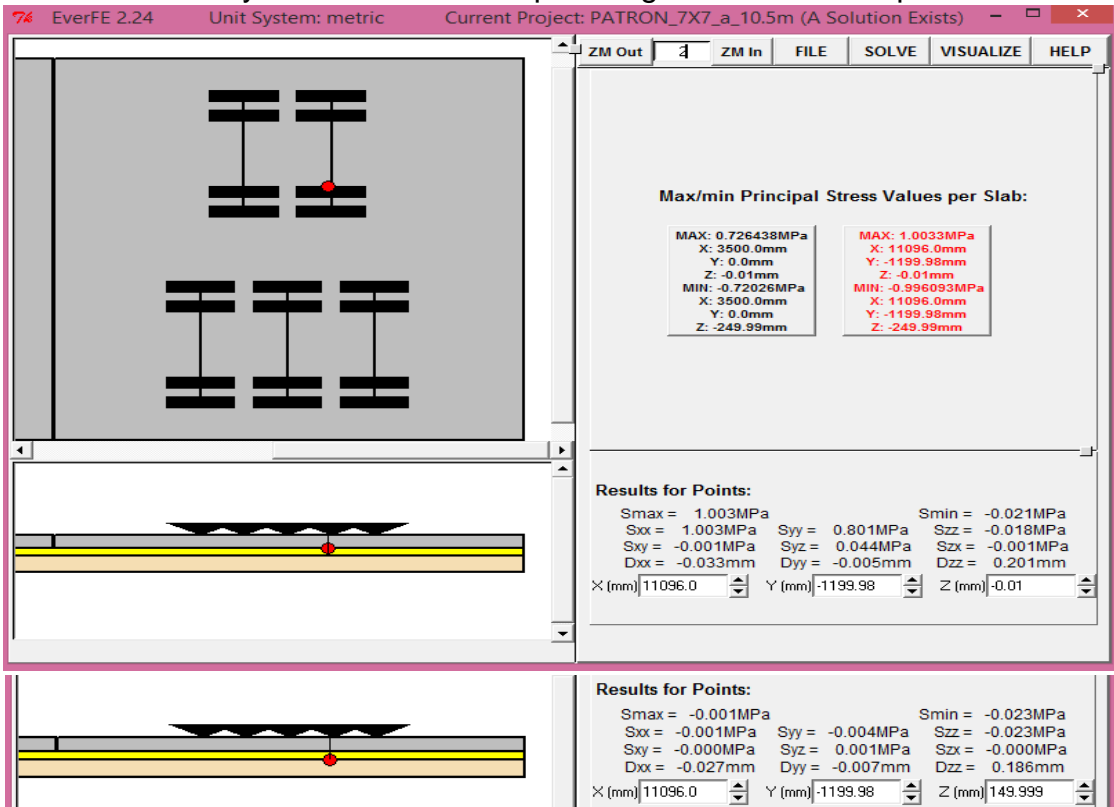 EverFE 2.24 Unit System: metric Current Project: PATRON_7X7_a_10.5m (A Solution Exists)
ZM Out 2 ZM In FILE SOLVE VISUALIZE HELP
Max/min Principal Stress Values per Slab:
MAX: 0.726438MPa
X: 3500.0mm
Y: 0.0mm
Z: -0.01mm
MIN: -0.72026MPa
X: 3500.0mm
Y: 0.0mm
Z: -249.99mm
MAX: 1.0033MPa
X: 11096.0mm
Y: -1199.98mm
Z: -0.01mm
MIN: -0.996093MPa
X: 11096.0mm
Y: -1199.98mm
Z: -249.99mm
Results for Points:
Smax = 1.003MPa Smin = -0.021MPa
Sxx = 1.003MPa Syy = 0.801MPa Szz = -0.018MPa
Sxy = -0.001MPa Syz = 0.044MPa Szx = -0.001MPa
Dxx = -0.033mm Dyy = -0.005mm Dzz = 0.201mm
X (mm) 11096.0 Y (mm) -1199.98 Z (mm) -0.01
Results for Points:
Smax = -0.001MPa Smin = -0.023MPa
Sxx = -0.001MPa Syy = -0.004MPa Szz = -0.023MPa
Sxy = -0.000MPa Syz = 0.001MPa Szx = -0.000MPa
Dxx = -0.027mm Dyy = -0.007mm Dzz = 0.186mm
X (mm) 11096.0 Y (mm) -1199.98 Z (mm) 149.999